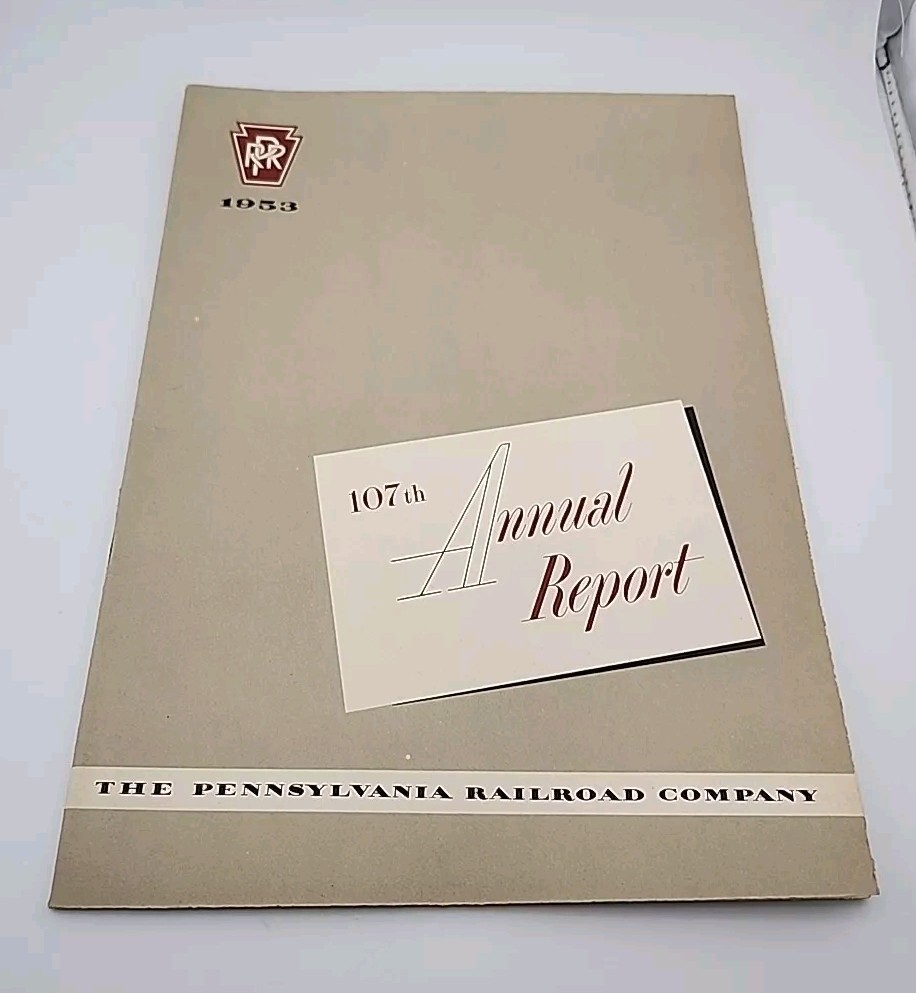 PRR
1953
107th Annual
Report
THE PENNSYLVANIA RAILROAD COMPANY